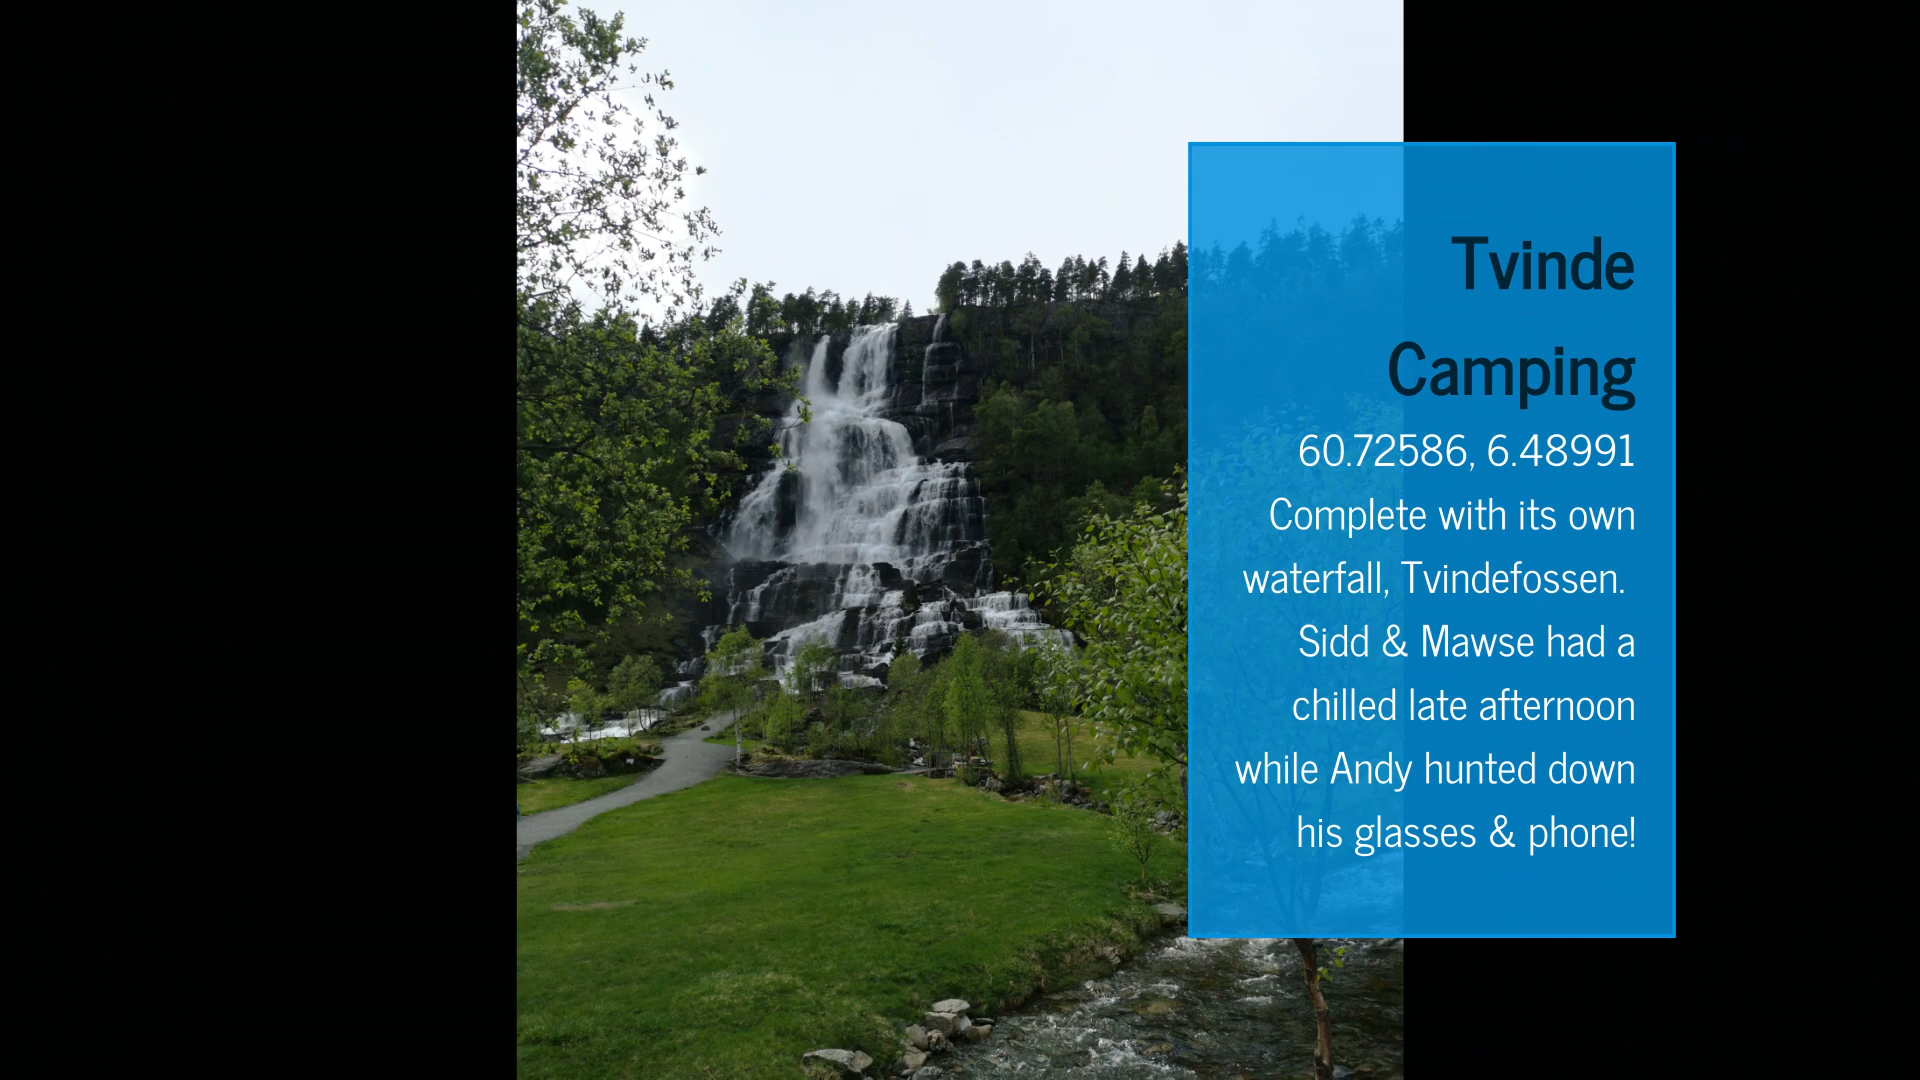 Tvinde
Camping
60.72586, 6.48991
Complete with its own
waterfall, Tvindefossen.
Sidd & Mawse had a
chilled late afternoon
while Andy hunted down
his glasses & phone!